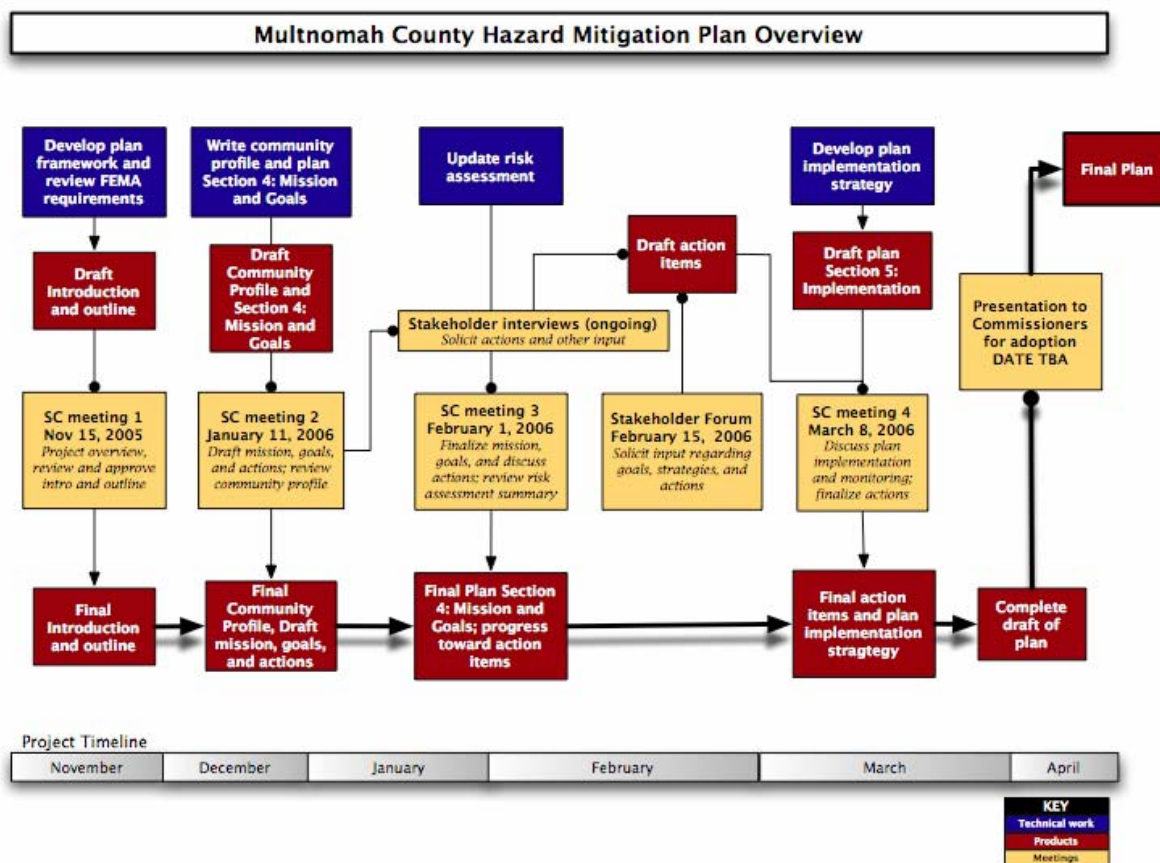 Multnomah County Hazard Mitigation Plan Overview
Develop plan
framework and
review FEMA
requirements
Write community
profile and plan
Section 4: Mission
and Goals
Update risk
assessment
Develop plan
implementation
strategy
Final Plan
Draft
Introduction
and outline
Draft
Community
Profile and
Section 4:
Mission and
Goals
Draft action
items
Draft plan
Section 5:
Implementation
Stakeholder interviews (ongoing)
Solicit actions and other input
Presentation to
Commissioners
for adoption
DATE TBA
SC meeting 1
Nov 15, 2005
Project overview,
review and approve
intro and outline
SC meeting 2
January 11, 2006
Draft mission, goals,
and actions; review
community profile
SC meeting 3
February 1, 2006
Finalize mission,
goals, and discuss
actions; review risk
assessment summary
Stakeholder Forum
February 15, 2006
Solicit input regarding
goals, strategies, and
actions
SC meeting 4
March 8, 2006
Discuss plan
implementation
and monitoring;
finalize actions
Final
Introduction
and outline
Final
Community
Profile, Draft
mission, goals,
and actions
Final Plan Section
4: Mission and
Goals; progress
toward action
items
Final action
items and plan
implementation
stragtegy
Complete
draft of
plan
Project Timeline
November
December
January
February
March
April
KEY
Technical work
Products
Meetings